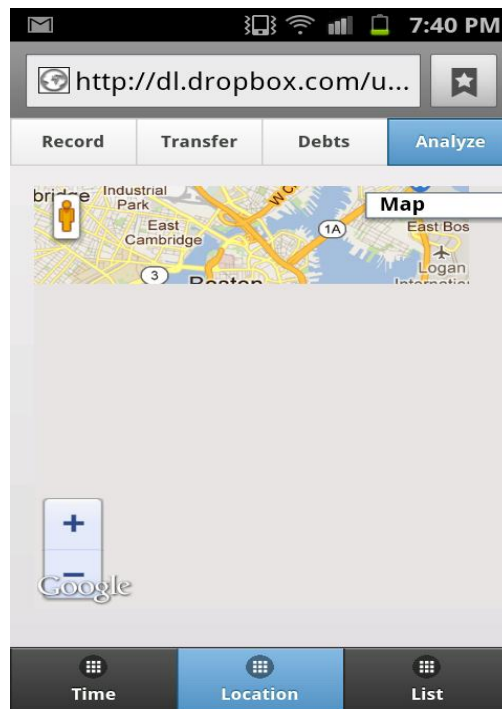 7:40 PM
http://dl.dropbox.com/u...
Record Transfer Debts Analyze
Industrial
Park
East
Cambridge
1A
Map
East Bos
Logan
3
Boston
+
−
Google
Time Location List